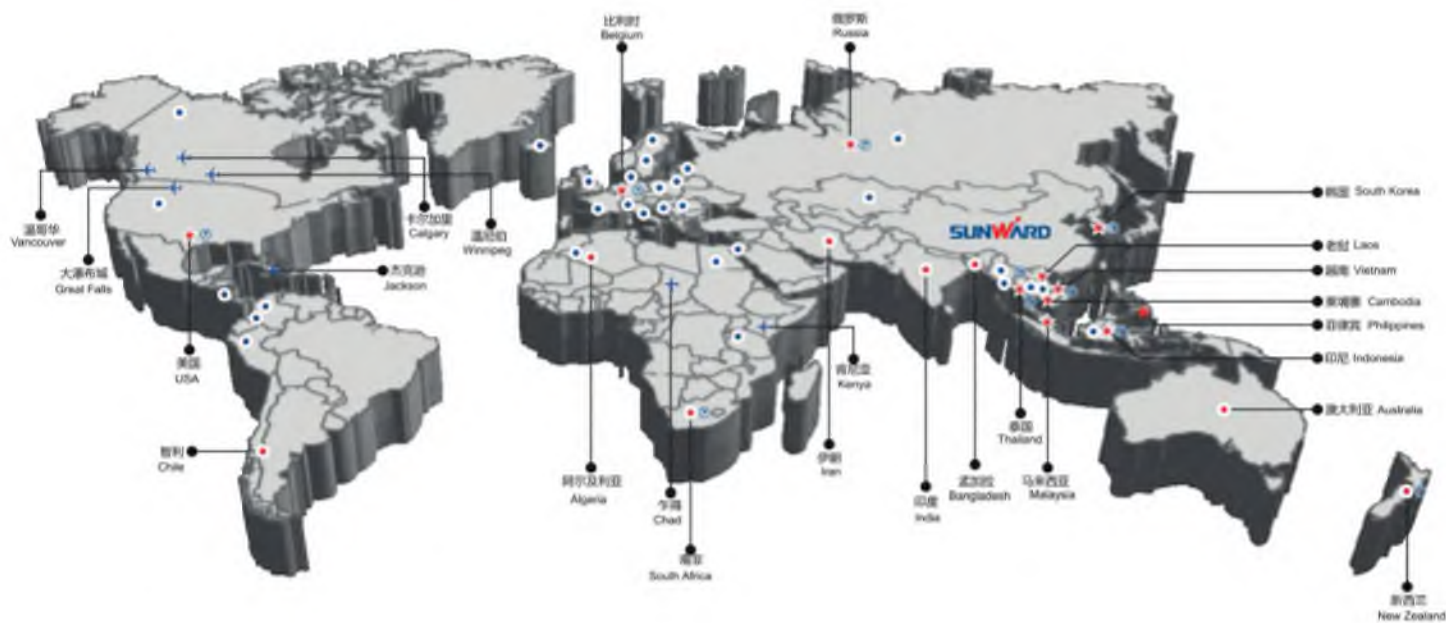 比利时
Belgium
俄罗斯
Russia
温哥华
Vancouver
大瀑布城
Great Falls
卡尔加里
Calgary
温尼伯
Winnipeg
杰克逊
Jackson
美国
USA
智利
Chile
SUNWARD
韩国 South Korea
老挝 Laos
越南 Vietnam
柬埔寨 Cambodia
菲律宾 Philippines
印尼 Indonesia
澳大利亚 Australia
肯尼亚
Kenya
泰国
Thailand
伊朗
Iran
阿尔及利亚
Algeria
乍得
Chad
印度
India
孟加拉
Bangladesh
马来西亚
Malaysia
南非
South Africa
新西兰
New Zealand